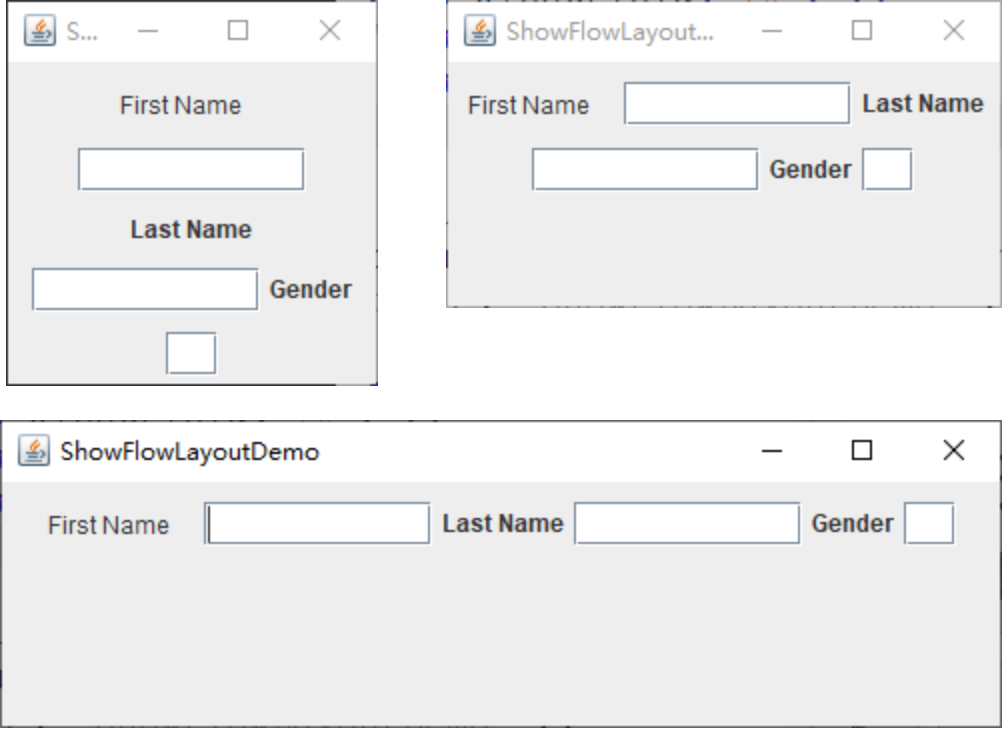 S...
First Name
Last Name
Gender
ShowFlowLayout...
First Name Last Name
Gender
ShowFlowLayoutDemo
First Name Last Name Gender